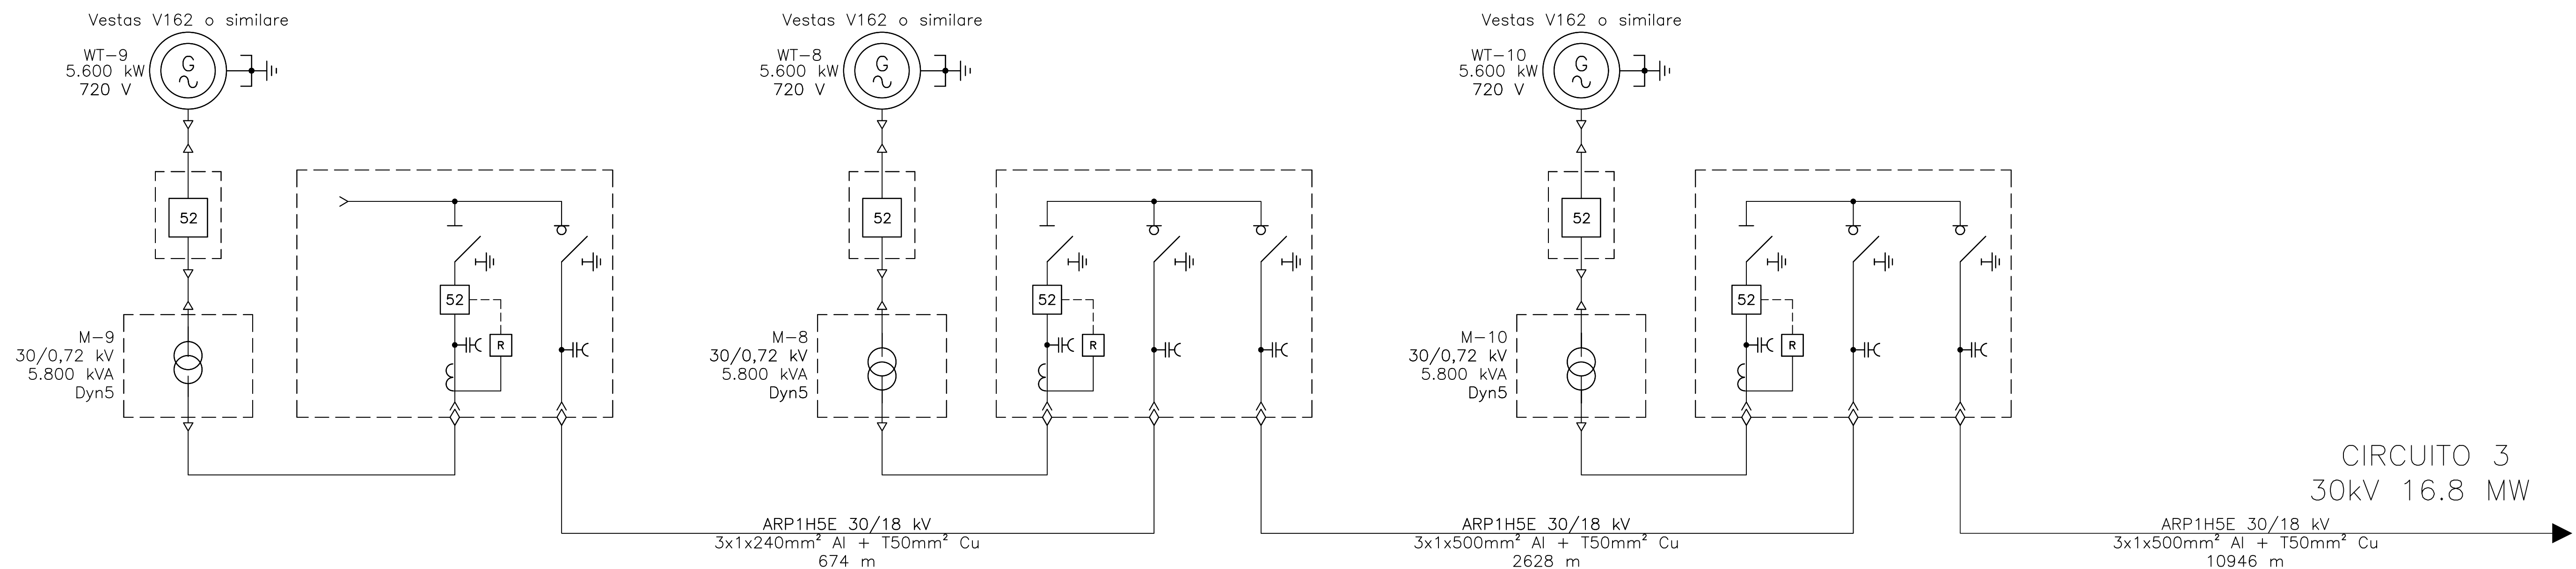 Vestas V162 o similare
WT-9
5.600 kW
720 V
G
52
M-9
30/0,72 kV
5.800 kVA
Dyn5
52
R
ARP1H5E 30/18 kV
3x1x240mm² Al + T50mm² Cu
674 m
Vestas V162 o similare
WT-8
5.600 kW
720 V
G
52
M-8
30/0,72 kV
5.800 kVA
Dyn5
52
R
ARP1H5E 30/18 kV
3x1x500mm² Al + T50mm² Cu
2628 m
Vestas V162 o similare
WT-10
5.600 kW
720 V
G
52
M-10
30/0,72 kV
5.800 kVA
Dyn5
52
R
CIRCUITO 3
30kV 16.8 MW
ARP1H5E 30/18 kV
3x1x500mm² Al + T50mm² Cu
10946 m